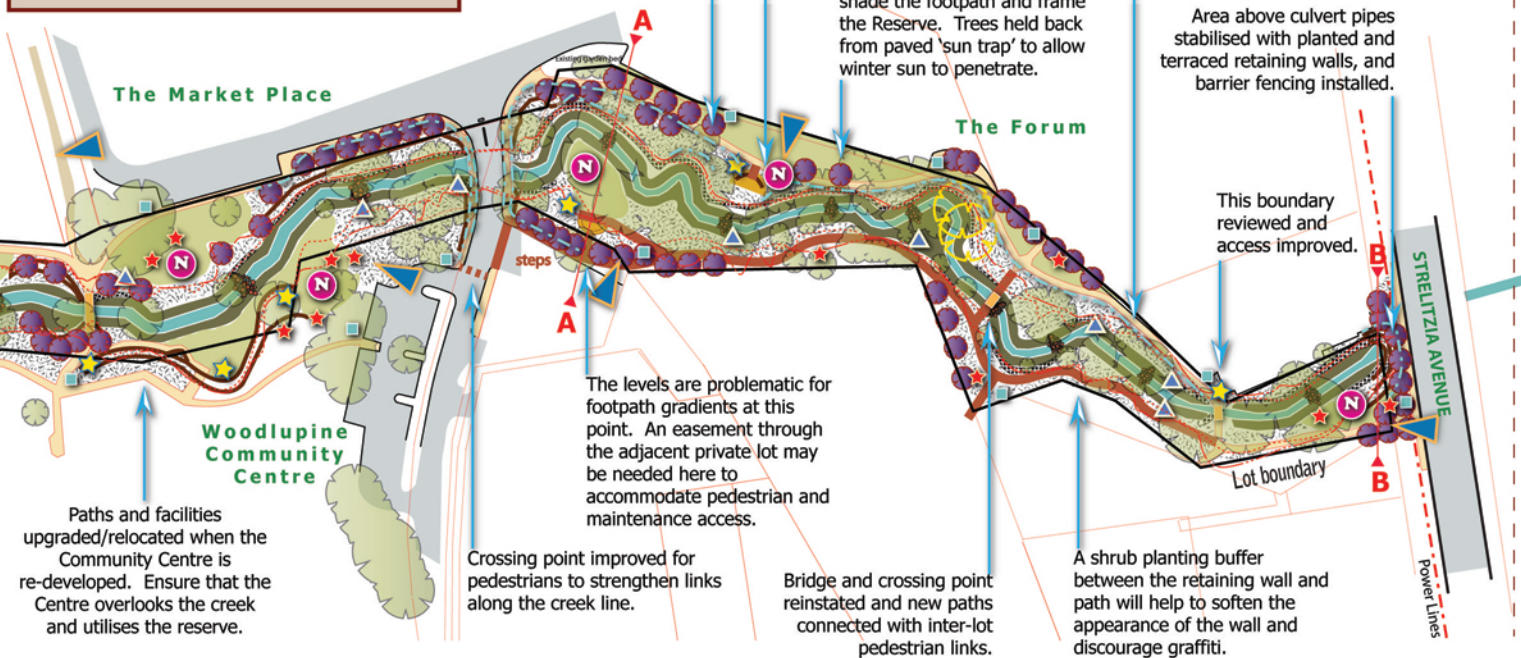 shade the footpath and frame
the Reserve. Trees held back
from paved 'sun trap' to allow
winter sun to penetrate.
Area above culvert pipes
stabilised with planted and
terraced retaining walls, and
barrier fencing installed.
A
Existing garden bed
The Market Place
The Forum
N
N
This boundary
reviewed and
access improved.
B
STRELITZIA AVENUE
N
N
steps
A
N
B
Lot boundary
Power Lines
Woodlupine
Community
Centre
The levels are problematic for
footpath gradients at this
point. An easement through
the adjacent private lot may
be needed here to
accommodate pedestrian and
maintenance access.
Paths and facilities
upgraded/relocated when the
Community Centre is
re-developed. Ensure that the
Centre overlooks the creek
and utilises the reserve.
Crossing point improved for
pedestrians to strengthen links
along the creek line.
Bridge and crossing point
reinstated and new paths
connected with inter-lot
pedestrian links.
A shrub planting buffer
between the retaining wall and
path will help to soften the
appearance of the wall and
discourage graffiti.